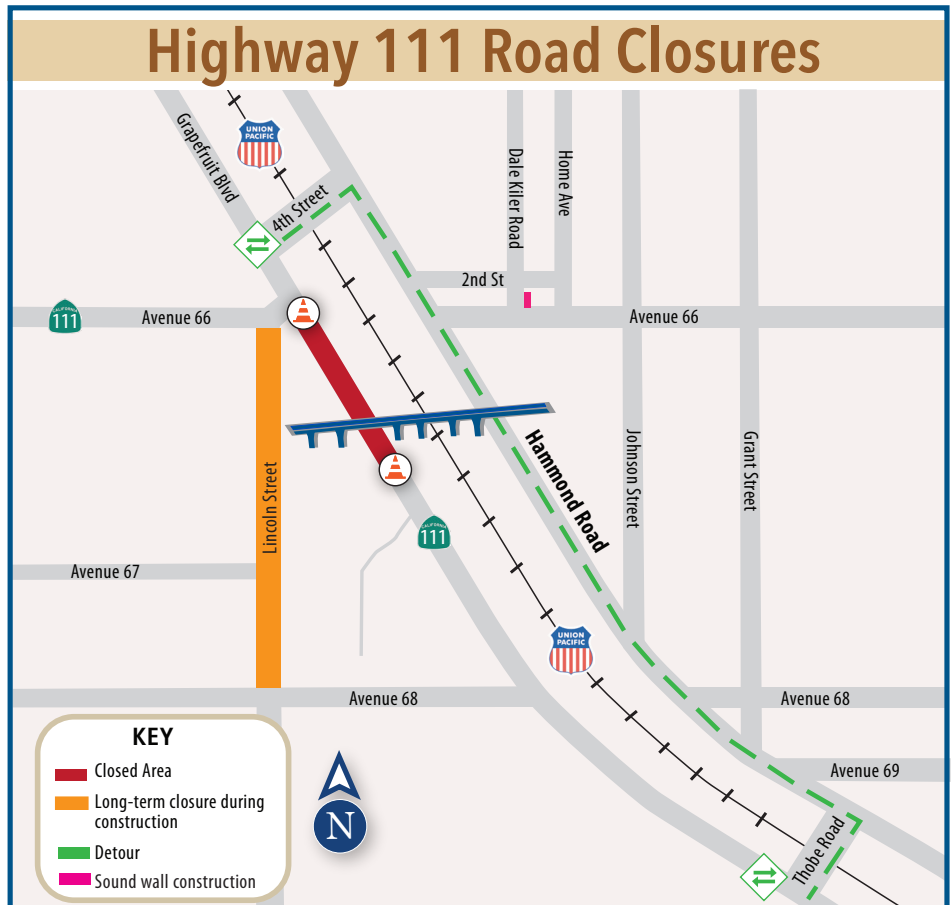 Highway 111 Road Closures
UNION
PACIFIC
Grapefruit Blvd
4th Street
Dale Kiler Road
Home Ave
2nd St
CALIFORNIA
111
Avenue 66
Avenue 66
Lincoln Street
Hammond Road
Johnson Street
Grant Street
CALIFORNIA
111
Avenue 67
UNION
PACIFIC
Avenue 68
Avenue 68
Avenue 69
Thobe Road
KEY
Closed Area
Long-term closure during
construction
Detour
Sound wall construction
N